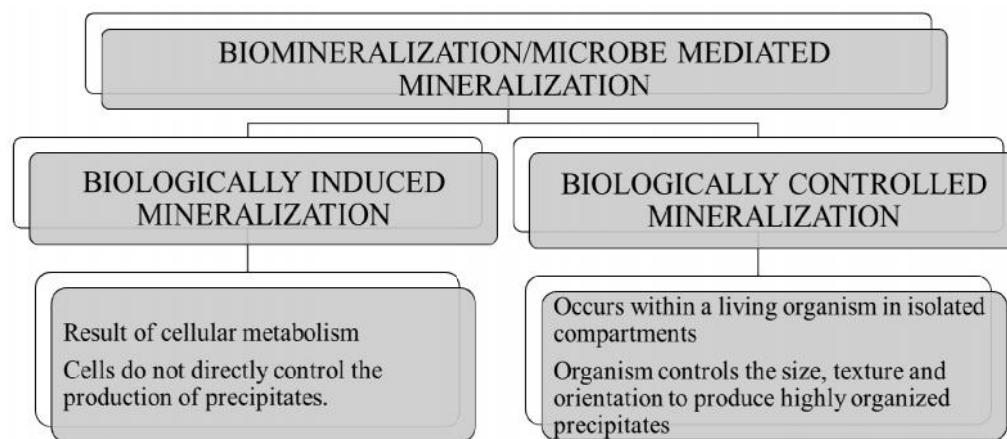 BIOMINERALIZATION/MICROBE MEDIATED
MINERALIZATION
BIOLOGICALLY INDUCED
MINERALIZATION
BIOLOGICALLY CONTROLLED
MINERALIZATION
Result of cellular metabolism
Cells do not directly control the
production of precipitates.
Occurs within a living organism in isolated
compartments
Organism controls the size, texture and
orientation to produce highly organized
precipitates